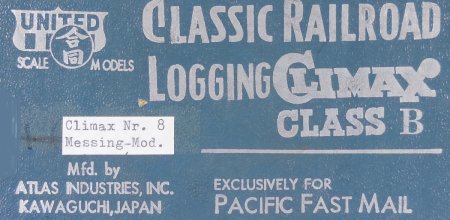 UNITED
合同
SCALE MODELS
CLASSIC RAILROAD
LOGGING CLIMAX
CLASS B
Climax Nr. 8
Messing-Mod.
Mfd. by
ATLAS INDUSTRIES, INC.
KAWAGUCHI, JAPAN
EXCLUSIVELY FOR
PACIFIC FAST MAIL